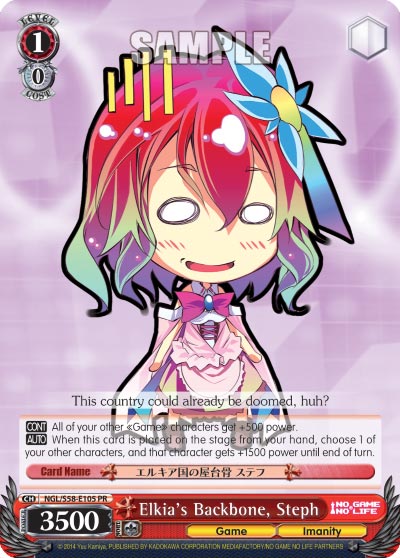 LEVEL
1
0
COST
SAMPLE
This country could already be doomed, huh?
CONT All of your other «Game» characters get +500 power.
AUTO When this card is placed on the stage from your hand, choose 1 of
your other characters, and that character gets +1500 power until end of turn.
Card Name エルキア国の屋台骨 ステフ
CH NGL/S58-E105 PR
3500
POWER
Elkia's Backbone, Steph
NO GAME
NO LIFE
Game Imanity
© 2014 Yuu Kamiya, PUBLISHED BY KADOKAWA CORPORATION MEDIAFACTORY/NO GAME NO LIFE PARTNERS